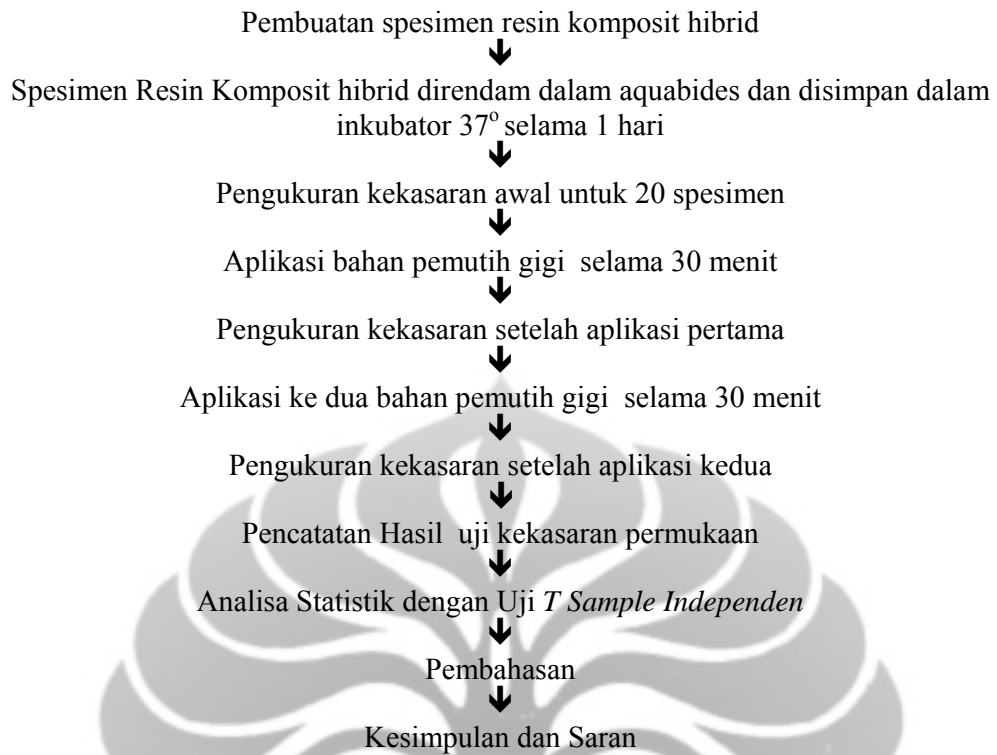 Pembuatan spesimen resin komposit hibrid
🡻
Spesimen Resin Komposit hibrid direndam dalam aquabides dan disimpan dalam
inkubator 37° selama 1 hari
🡻
Pengukuran kekasaran awal untuk 20 spesimen
🡻
Aplikasi bahan pemutih gigi selama 30 menit
🡻
Pengukuran kekasaran setelah aplikasi pertama
🡻
Aplikasi ke dua bahan pemutih gigi selama 30 menit
🡻
Pengukuran kekasaran setelah aplikasi kedua
🡻
Pencatatan Hasil uji kekasaran permukaan
🡻
Analisa Statistik dengan Uji T Sample Independen
🡻
Pembahasan
🡻
Kesimpulan dan Saran